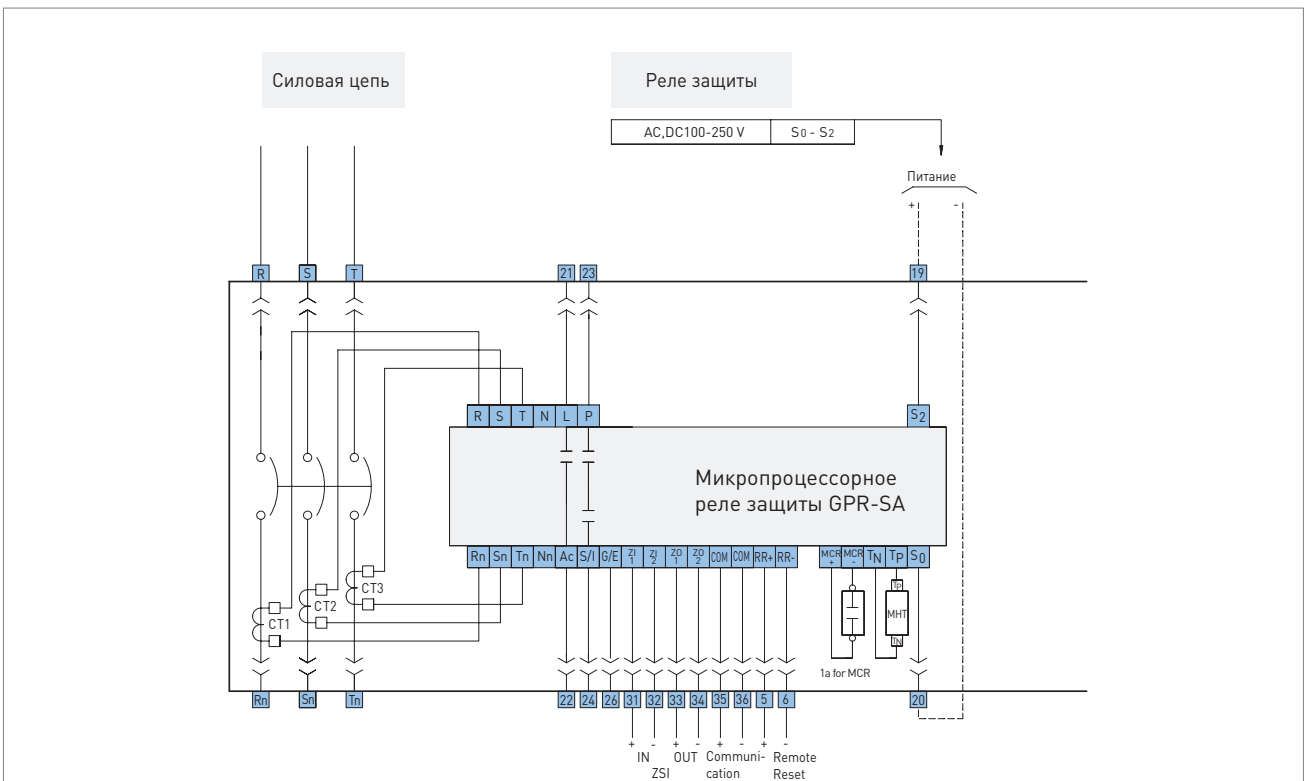 Силовая цепь
Реле защиты
AC,DC100-250 V S0 - S2
Питание
+ -
R S T 21 23 19
R S T N L P S2
Микропроцессорное
реле защиты GPR-SA
Rn Sn Tn Nn Ac S/I G/E ZI 1 ZI 2 ZO 1 ZO 2 COM COM RR+ RR- MCR + MCR - TN TP S0
CT1 CT2 CT3
TP
MHT
TN
1a for MCR
Rn Sn Tn 22 24 26 31 32 33 34 35 36 5 6 20
+ - + - + - + -
IN OUT Communi- Remote
ZSI cation Reset